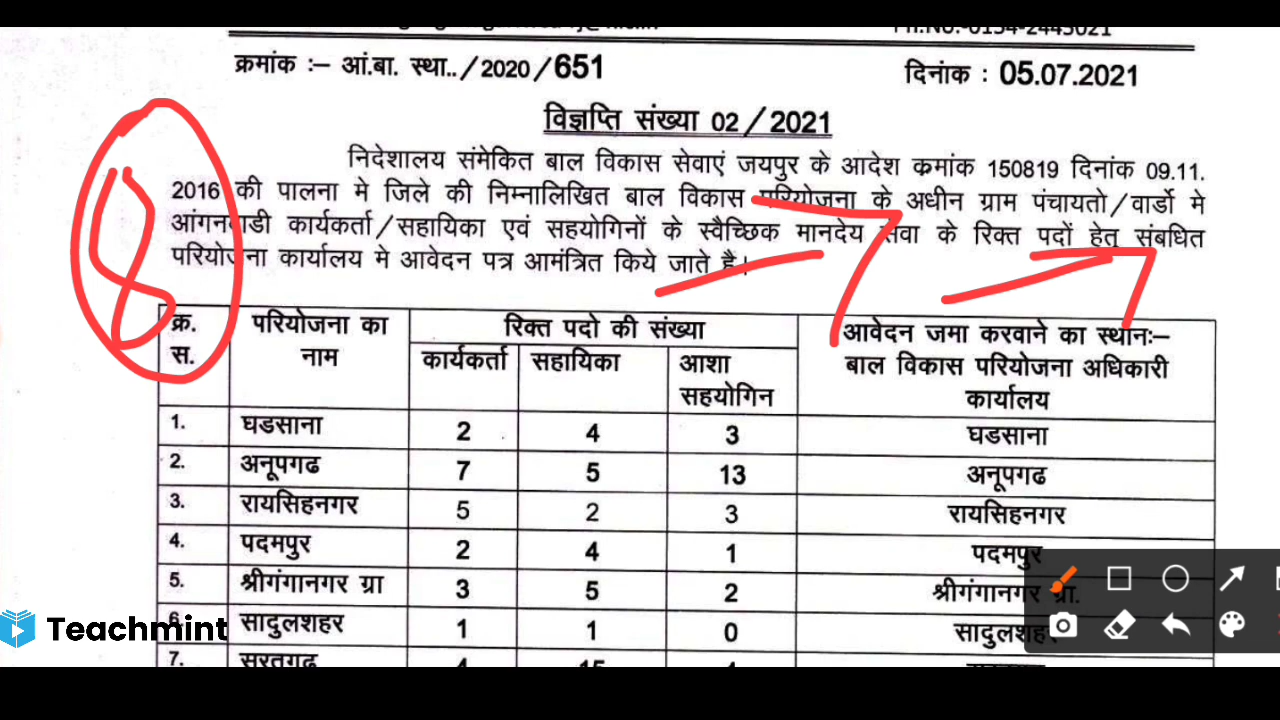 क्रमांक :– आं.बा. स्था../2020/651 दिनांक : 05.07.2021
विज्ञप्ति संख्या 02/2021
निदेशालय संमेकित बाल विकास सेवाएं जयपुर के आदेश क्रमांक 150819 दिनांक 09.11.
2016 की पालना मे जिले की निम्नालिखित बाल विकास परियोजना के अधीन ग्राम पंचायतो/वार्डो मे
आंगनवाडी कार्यकर्ता/सहायिका एवं सहयोगिनों के स्वैच्छिक मानदेय सेवा के रिक्त पदों हेतु संबधित
परियोजना कार्यालय मे आवेदन पत्र आमंत्रित किये जाते है।
8
क्र. स. परियोजना का नाम रिक्त पदो की संख्या आवेदन जमा करवाने का स्थानः–
कार्यकर्ता सहायिका आशा सहयोगिन बाल विकास परियोजना अधिकारी कार्यालय
1. घडसाना 2 4 3 घडसाना
2. अनूपगढ 7 5 13 अनूपगढ
3. रायसिहनगर 5 2 3 रायसिहनगर
4. पदमपुर 2 4 1 पदमपुर
5. श्रीगंगानगर ग्रा 3 5 2 श्रीगंगानगर ग्रा.
6. सादुलशहर 1 1 0 सादुलशहर
7. सूरतगढ
Teachmint